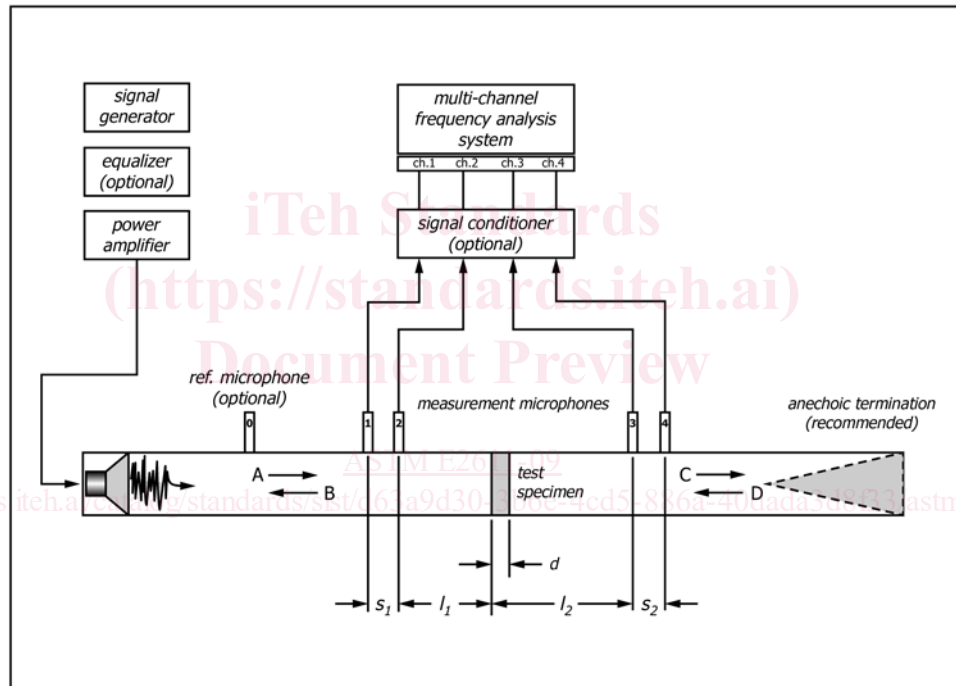 signal
generator
equalizer
(optional)
power
amplifier
multi-channel
frequency analysis
system
ch.1 ch.2 ch.3 ch.4
signal conditioner
(optional)
iTeh Standards
(https://standards.iteh.ai)
Document Preview
ref. microphone
(optional)
measurement microphones
anechoic termination
(recommended)
0 1 2 3 4
A
B
ASTM E2611-09
test
specimen
C
D
d
s1 l1 l2 s2